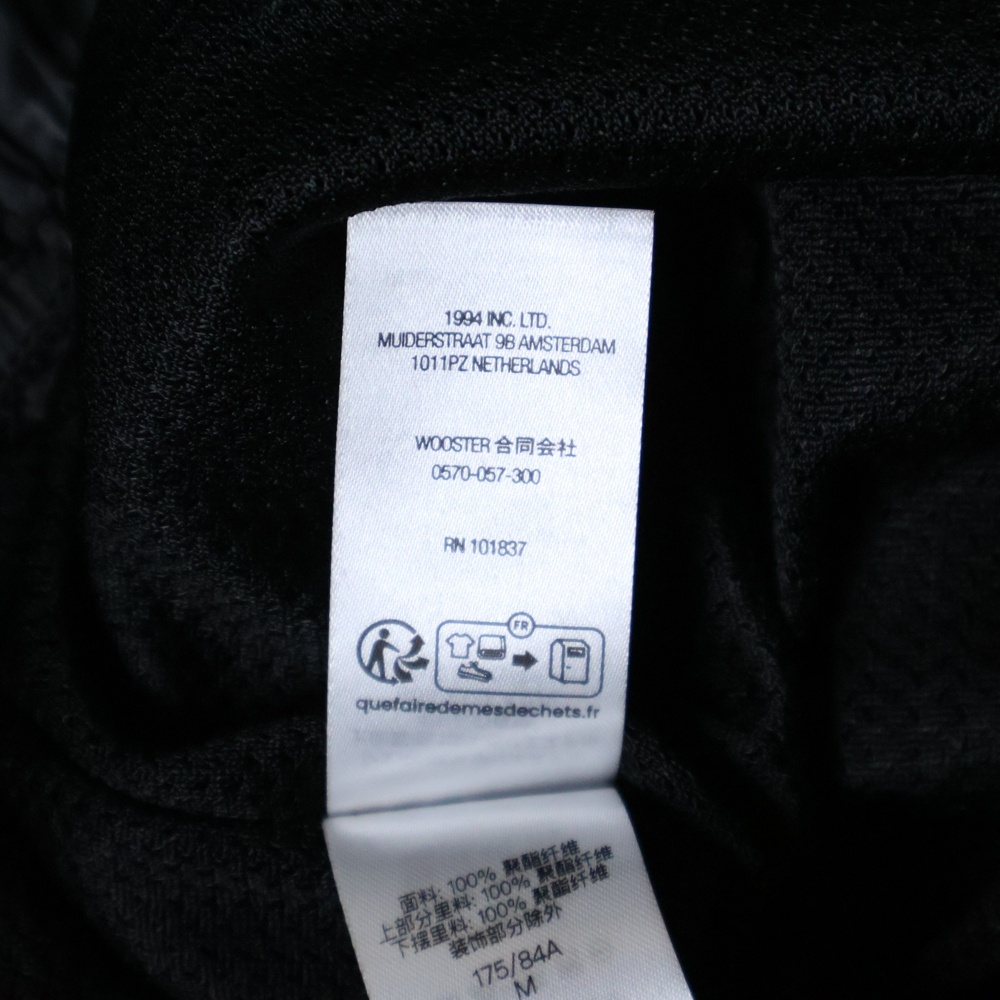 1994 INC. LTD.
MUIDERSTRAAT 9B AMSTERDAM
1011PZ NETHERLANDS
WOOSTER 合同会社
0570-057-300
RN 101837
FR
quefairedemesdechets.fr
面料: 100% 聚酯纤维
上部分里料: 100% 聚酯纤维
下摆里料: 100% 聚酯纤维
装饰部分除外
175/84A
M